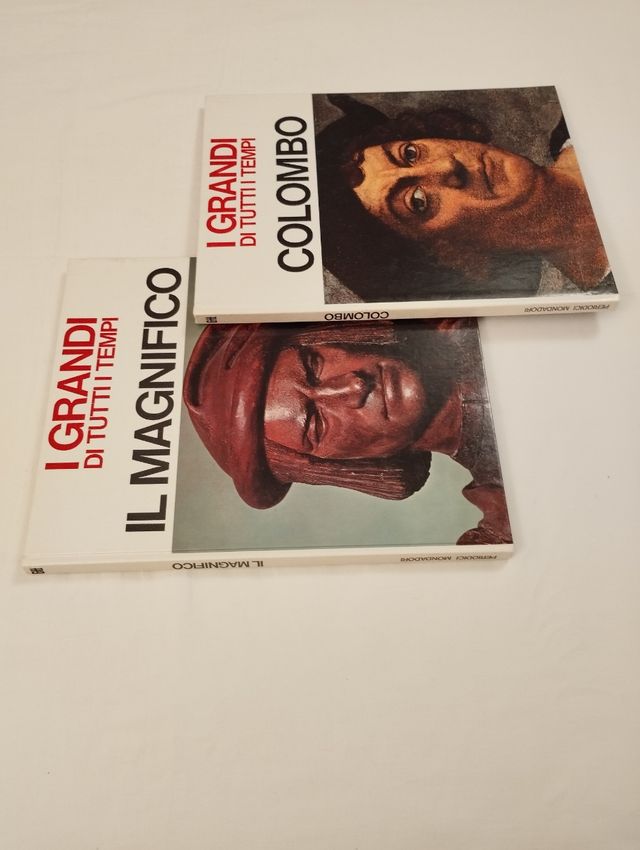 I GRANDI
DI TUTTI I TEMPI
COLOMBO
COLOMBO
PERIODICI MONDADORI
I GRANDI
DI TUTTI I TEMPI
IL MAGNIFICO
IL MAGNIFICO
PERIODICI MONDADORI